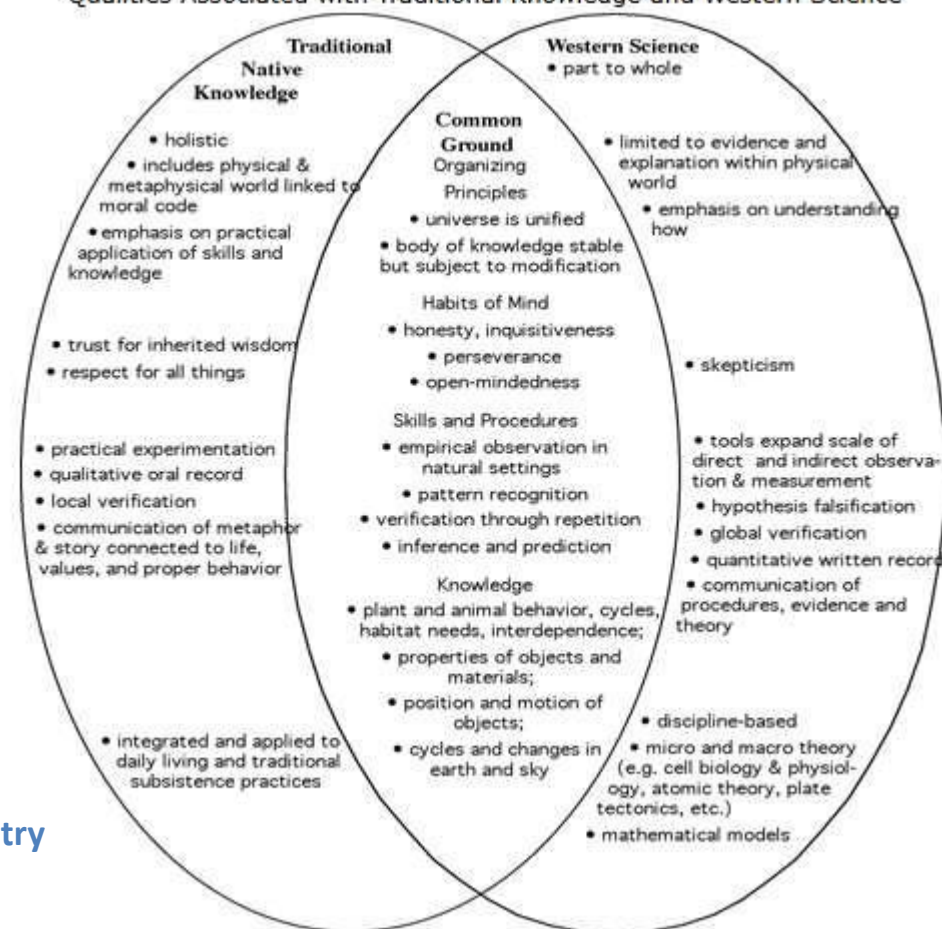 Qualities Associated with Traditional Knowledge and Western Science
Traditional
Native
Knowledge
• holistic
• includes physical &
metaphysical world linked to
moral code
• emphasis on practical
application of skills and
knowledge
• trust for inherited wisdom
• respect for all things
• practical experimentation
• qualitative oral record
• local verification
• communication of metaphor
& story connected to life,
values, and proper behavior
• integrated and applied to
daily living and traditional
subsistence practices
Common
Ground
Organizing
Principles
• universe is unified
• body of knowledge stable
but subject to modification
Habits of Mind
• honesty, inquisitiveness
• perseverance
• open-mindedness
Skills and Procedures
• empirical observation in
natural settings
• pattern recognition
• verification through repetition
• inference and prediction
Knowledge
• plant and animal behavior, cycles,
habitat needs, interdependence;
• properties of objects and
materials;
• position and motion of
objects;
• cycles and changes in
earth and sky
Western Science
• part to whole
• limited to evidence and
explanation within physical
world
• emphasis on understanding
how
• skepticism
• tools expand scale of
direct and indirect observa-
tion & measurement
• hypothesis falsification
• global verification
• quantitative written record
• communication of
procedures, evidence and
theory
• discipline-based
• micro and macro theory
(e.g. cell biology & physiol-
ogy, atomic theory, plate
tectonics, etc.)
• mathematical models
try